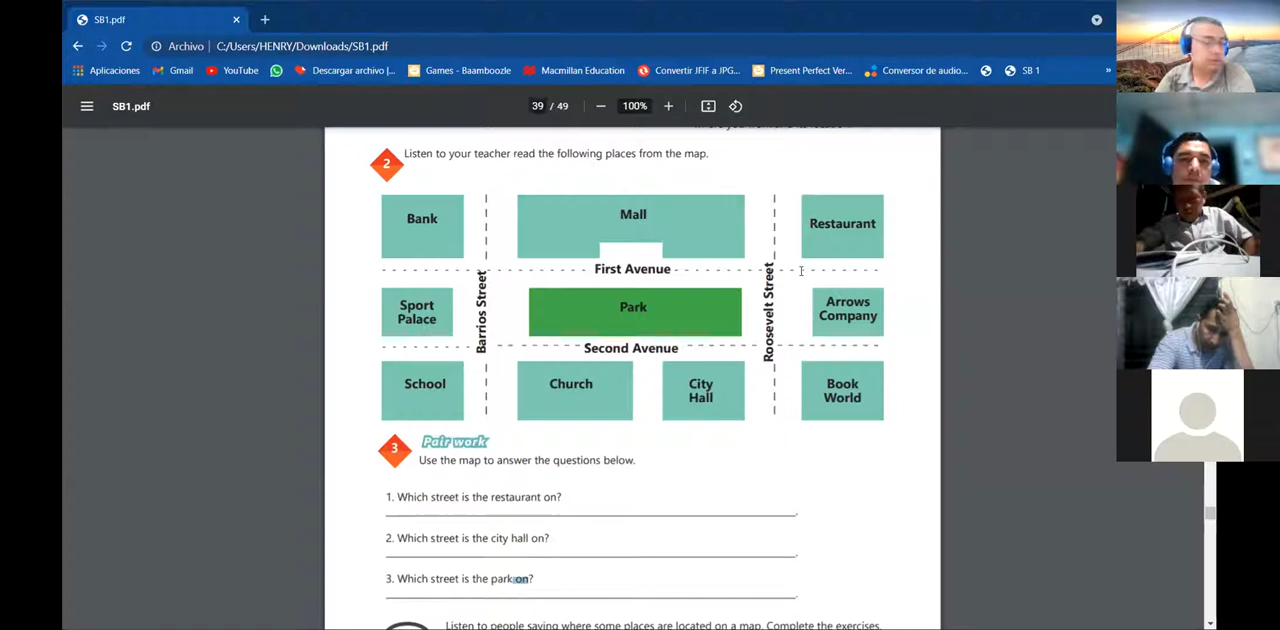 SB1.pdf
Archivo | C:/Users/HENRY/Downloads/SB1.pdf
Aplicaciones Gmail YouTube Descargar archivo |... Games - Baamboozle Macmillan Education Convertir JFIF a JPG... Present Perfect Ver... Conversor de audio... SB 1 »
SB1.pdf 39 / 49 100%
2 Listen to your teacher read the following places from the map.
Bank Mall Restaurant
First Avenue
Barrios Street
Roosevelt Street
Sport Palace
Park
Arrows Company
Second Avenue
School Church City Hall Book World
3 Pair work
Use the map to answer the questions below.
1. Which street is the restaurant on?
2. Which street is the city hall on?
3. Which street is the park on?
Listen to people saying where some places are located on a map. Complete the exercises.